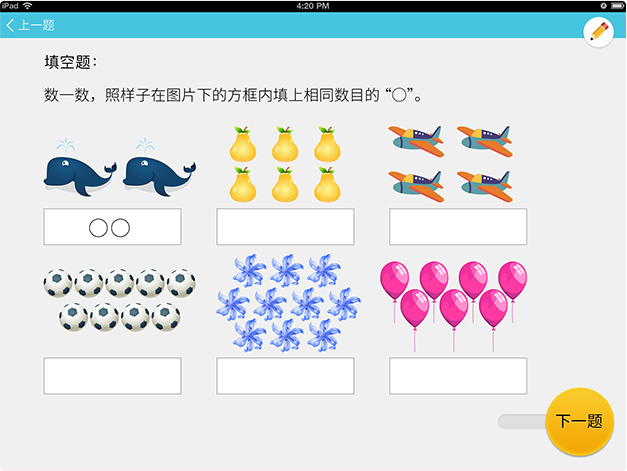 iPad
4:20 PM
上一题
填空题：
数一数，照样子在图片下的方框内填上相同数目的“○”。
○○
下一题